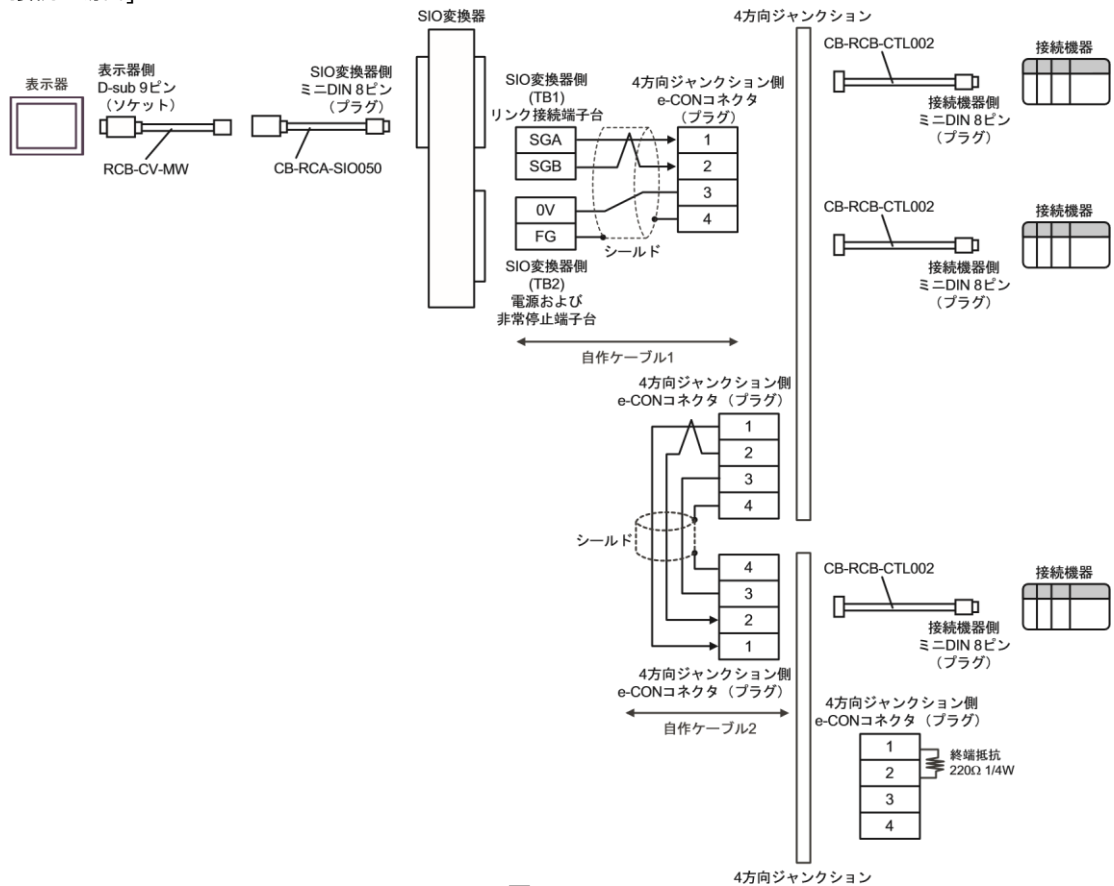 SIO変換器
4方向ジャンクション
表示器
表示器側
D-sub 9ピン
（ソケット）
RCB-CV-MW
SIO変換器側
ミニDIN 8ピン
（プラグ）
CB-RCA-SIO050
SIO変換器側
(TB1)
リンク接続端子台
SGA
SGB
0V
FG
SIO変換器側
(TB2)
電源および
非常停止端子台
シールド
4方向ジャンクション側
e-CONコネクタ
（プラグ）
1
2
3
4
自作ケーブル1
CB-RCB-CTL002
接続機器側
ミニDIN 8ピン
（プラグ）
接続機器
CB-RCB-CTL002
接続機器側
ミニDIN 8ピン
（プラグ）
接続機器
4方向ジャンクション側
e-CONコネクタ（プラグ）
1
2
3
4
シールド
4
3
2
1
4方向ジャンクション側
e-CONコネクタ（プラグ）
自作ケーブル2
CB-RCB-CTL002
接続機器側
ミニDIN 8ピン
（プラグ）
接続機器
4方向ジャンクション側
e-CONコネクタ（プラグ）
1
2
3
4
終端抵抗
220Ω 1/4W
4方向ジャンクション